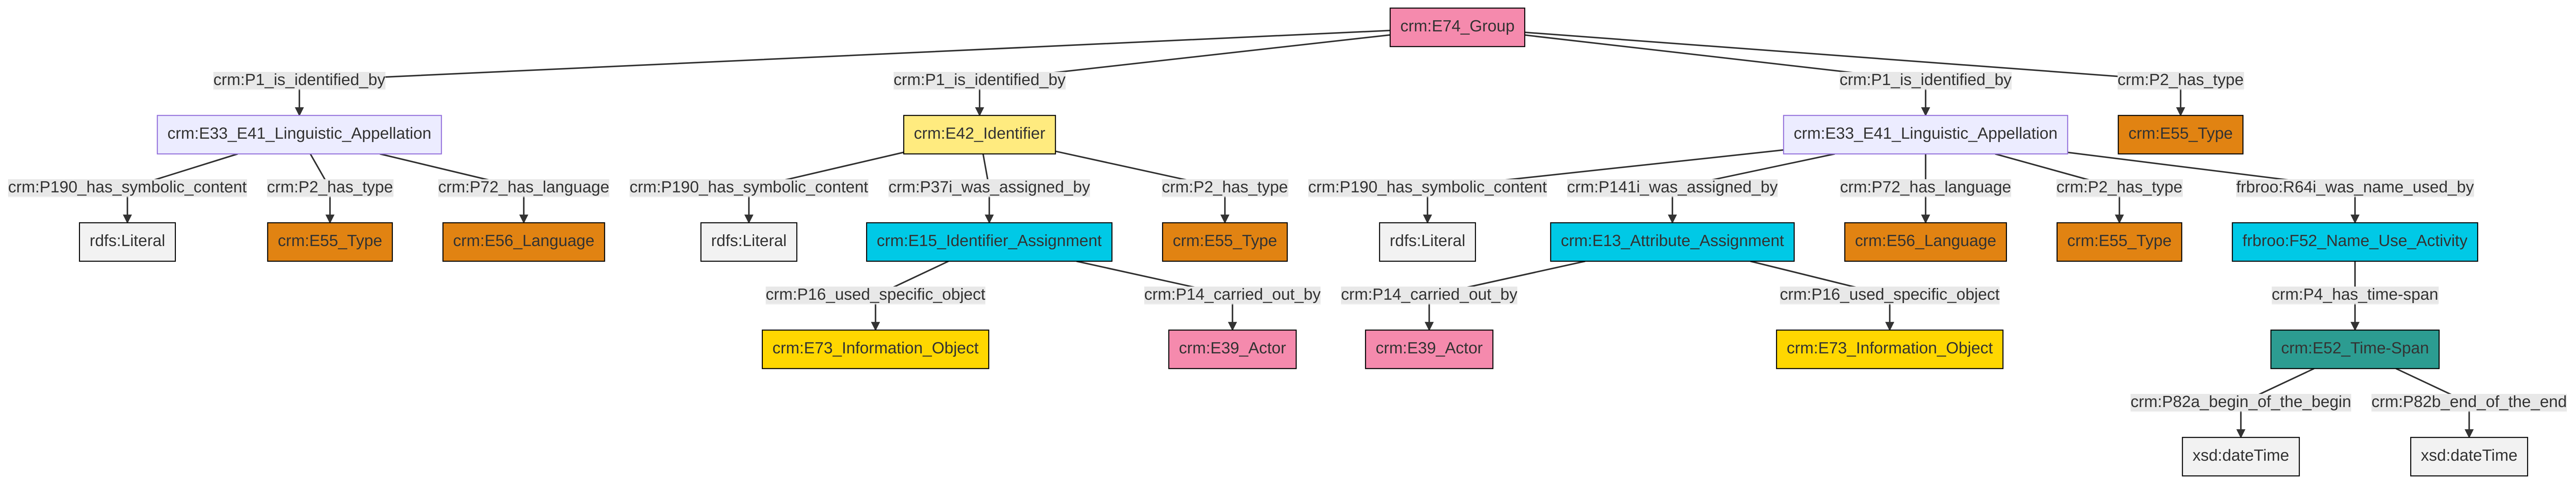 crm:E74_Group
crm:P1_is_identified_by
crm:P1_is_identified_by
crm:P1_is_identified_by
crm:P2_has_type
crm:E33_E41_Linguistic_Appellation
crm:E42_Identifier
crm:E33_E41_Linguistic_Appellation
crm:E55_Type
crm:P190_has_symbolic_content
crm:P2_has_type
crm:P72_has_language
crm:P190_has_symbolic_content
crm:P37i_was_assigned_by
crm:P2_has_type
crm:P190_has_symbolic_content
crm:P141i_was_assigned_by
crm:P72_has_language
crm:P2_has_type
frbroo:R64i_was_name_used_by
rdfs:Literal
crm:E55_Type
crm:E56_Language
rdfs:Literal
crm:E15_Identifier_Assignment
crm:E55_Type
rdfs:Literal
crm:E13_Attribute_Assignment
crm:E56_Language
crm:E55_Type
frbroo:F52_Name_Use_Activity
crm:P16_used_specific_object
crm:P14_carried_out_by
crm:P14_carried_out_by
crm:P16_used_specific_object
crm:P4_has_time-span
crm:E73_Information_Object
crm:E39_Actor
crm:E39_Actor
crm:E73_Information_Object
crm:E52_Time-Span
crm:P82a_begin_of_the_begin
crm:P82b_end_of_the_end
xsd:dateTime
xsd:dateTime